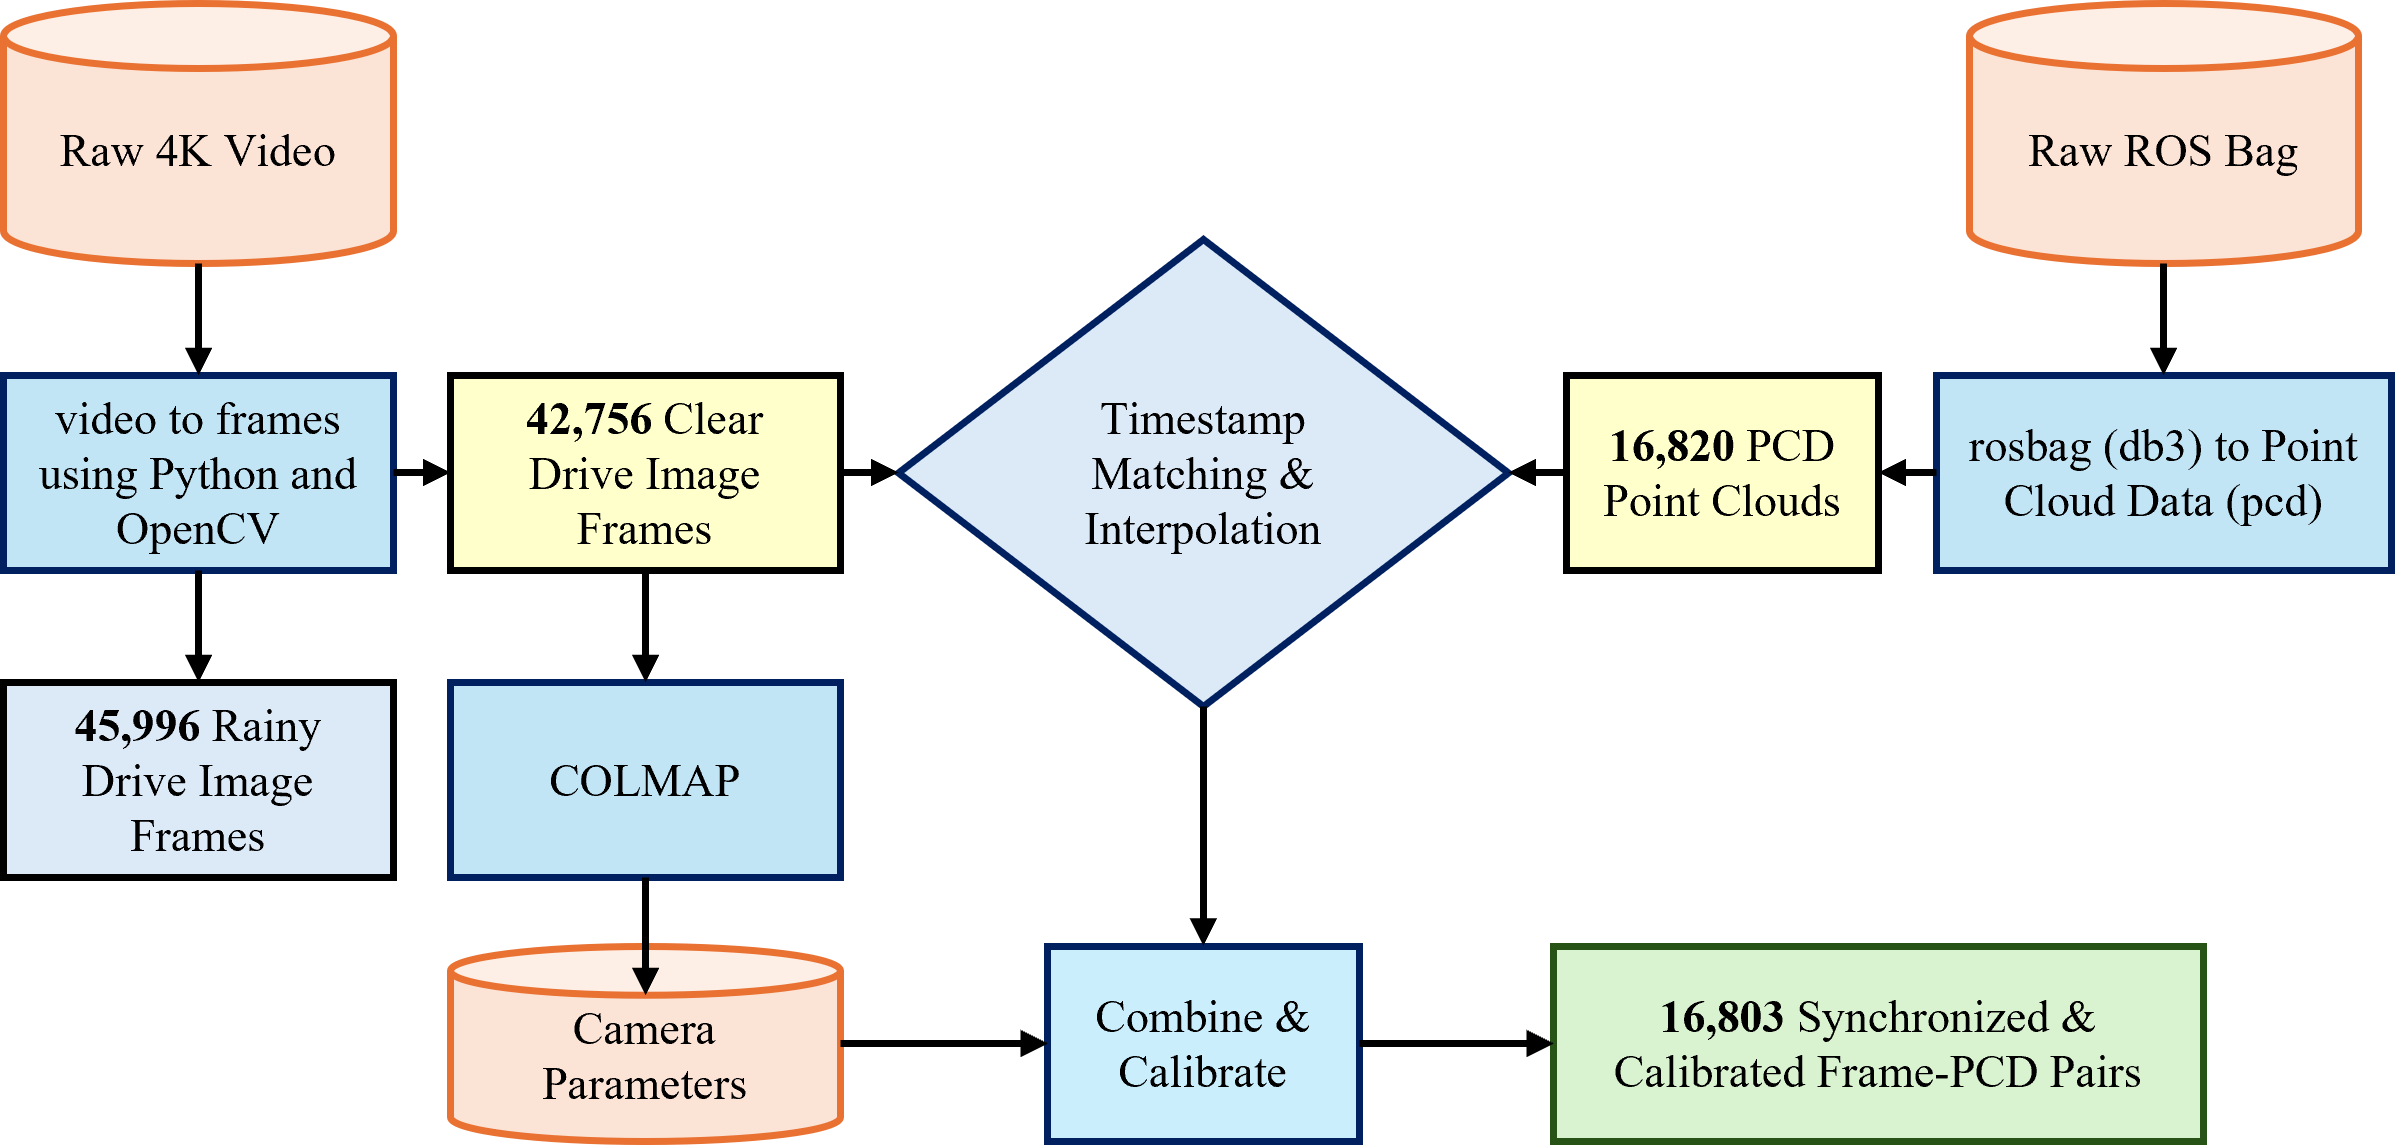 Raw 4K Video
Raw ROS Bag
video to frames
using Python and
OpenCV
42,756 Clear
Drive Image
Frames
Timestamp
Matching &
Interpolation
16,820 PCD
Point Clouds
rosbag (db3) to Point
Cloud Data (pcd)
45,996 Rainy
Drive Image
Frames
COLMAP
Camera
Parameters
Combine &
Calibrate
16,803 Synchronized &
Calibrated Frame-PCD Pairs